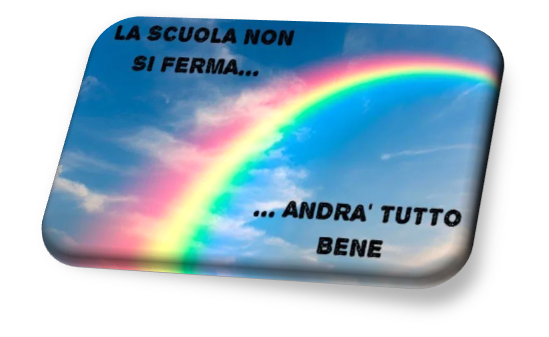 LA SCUOLA NON
SI FERMA...
... ANDRA' TUTTO
BENE